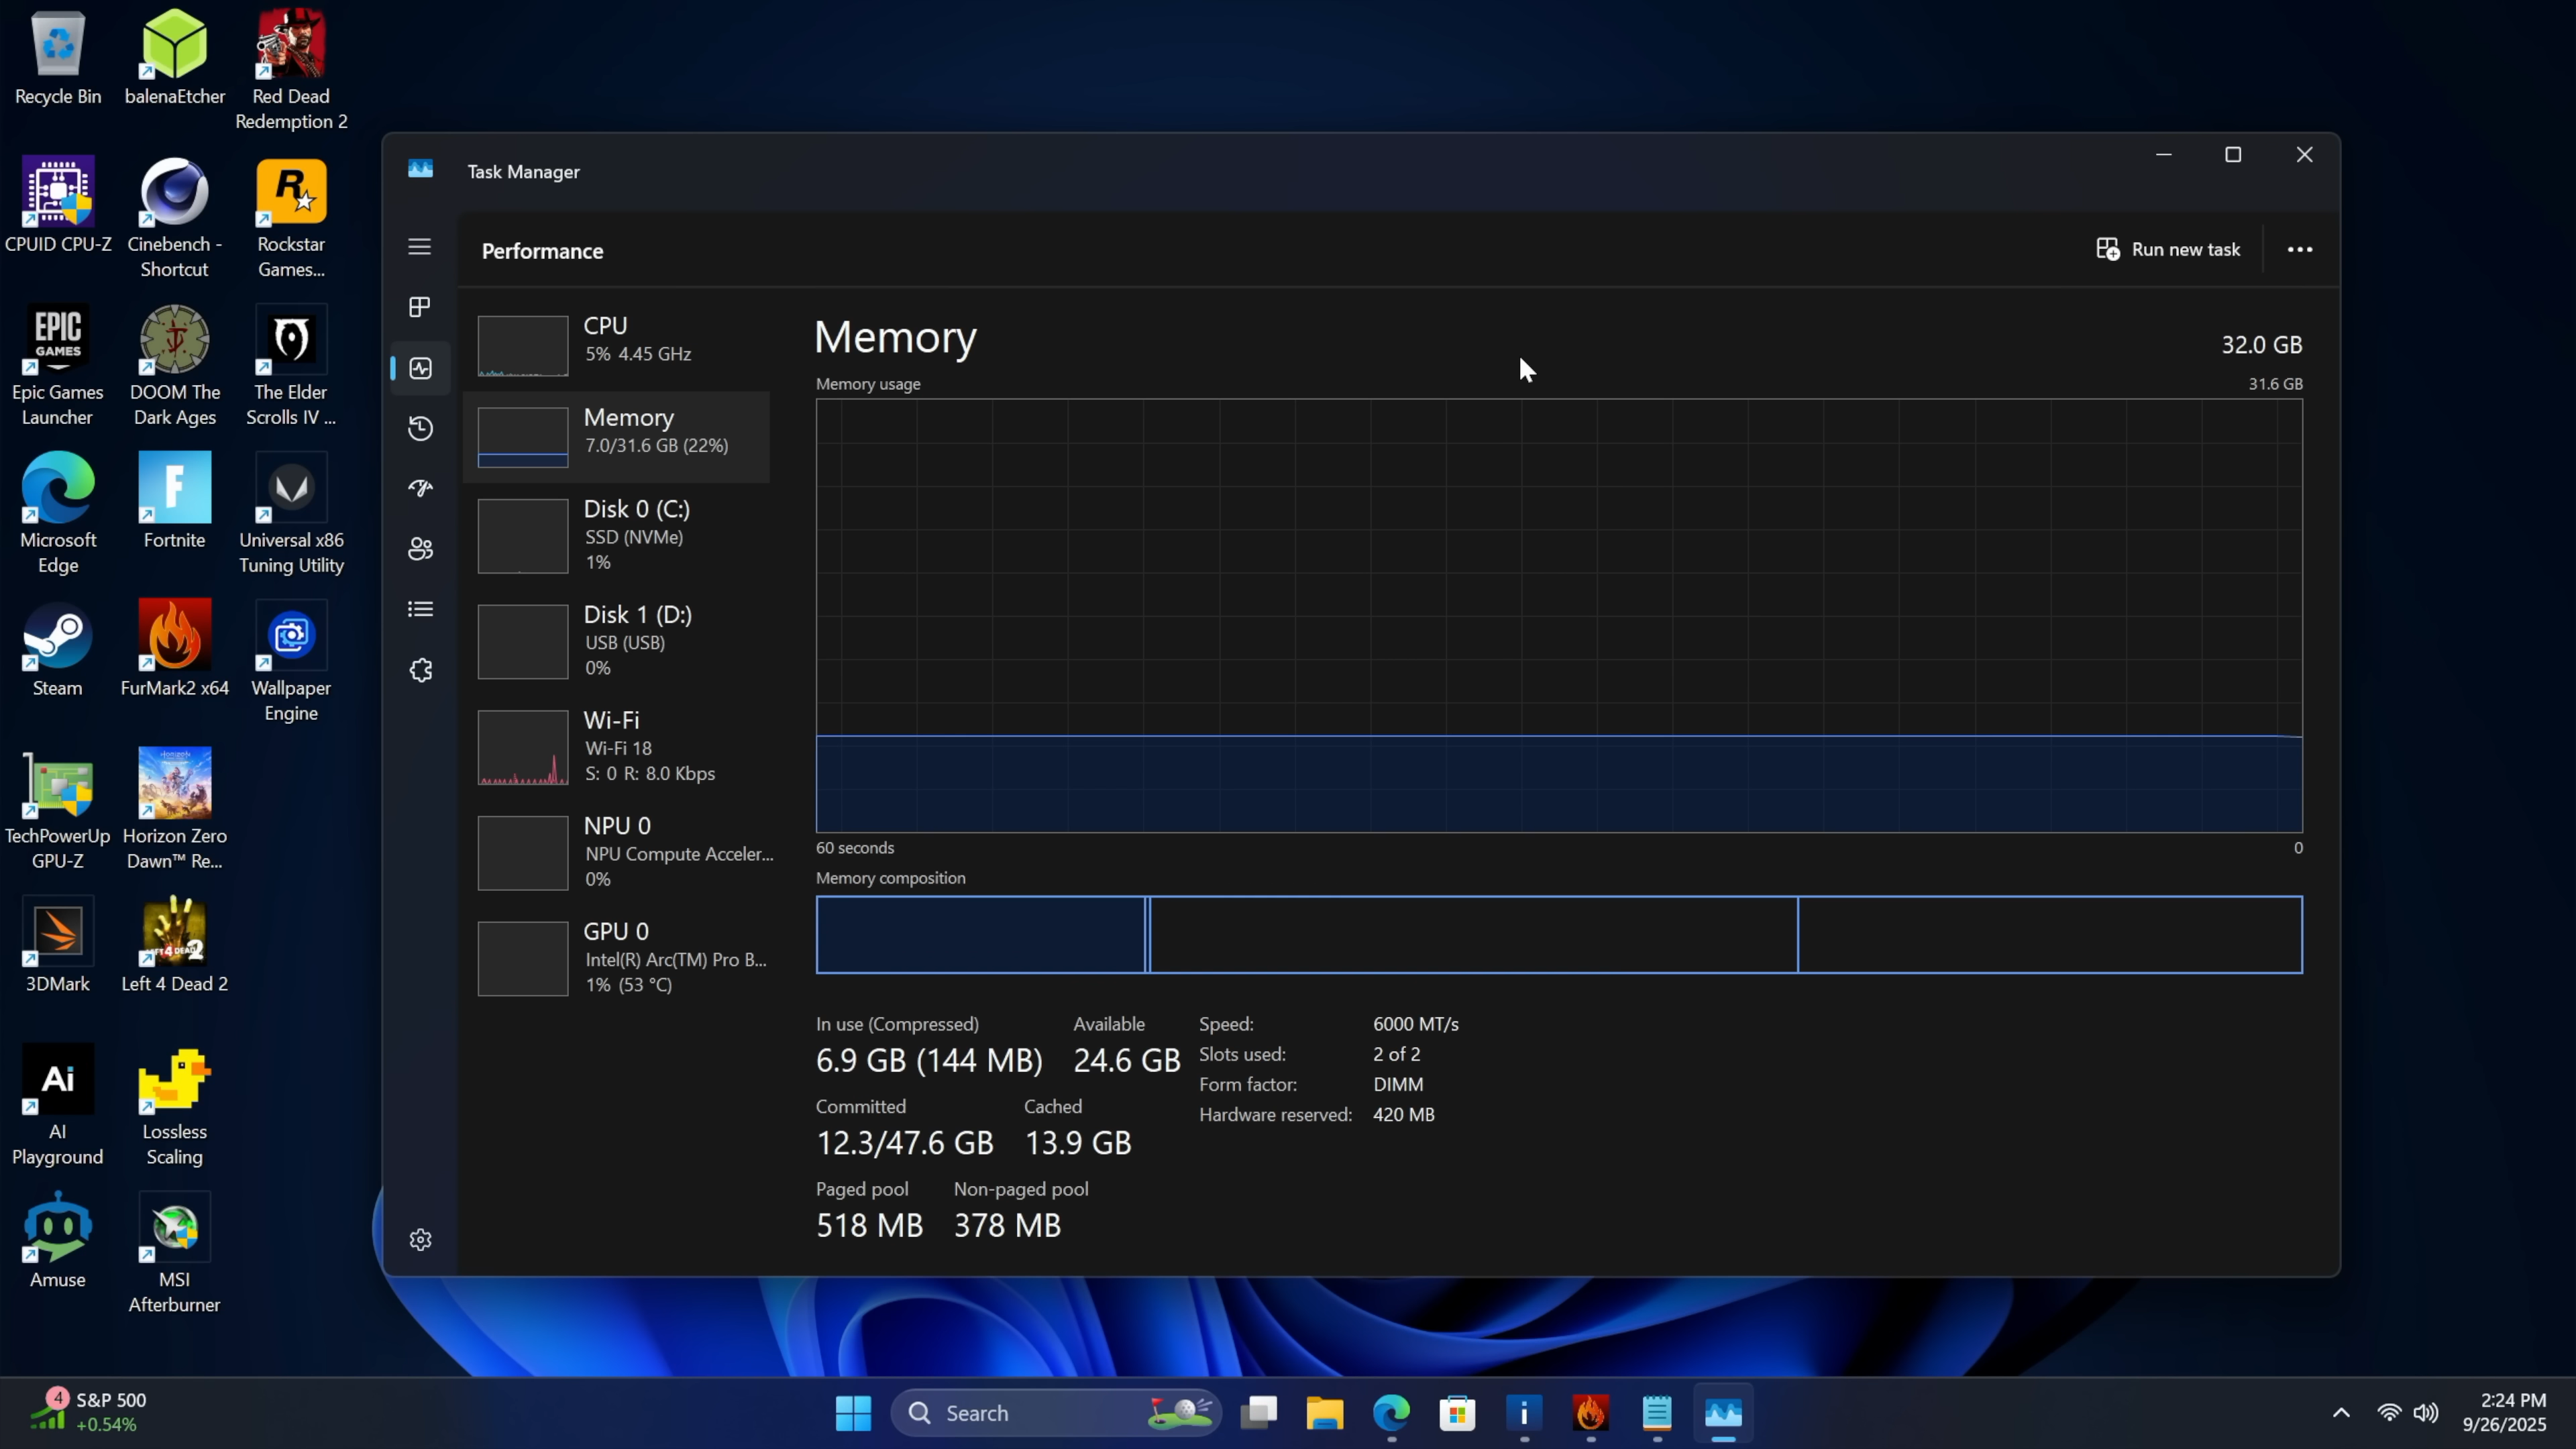 Recycle Bin
balenaEtcher
Red Dead
Redemption 2
CPUID CPU-Z
Cinebench -
Shortcut
Rockstar
Games...
EPIC
GAMES
Epic Games
Launcher
DOOM The
Dark Ages
The Elder
Scrolls IV ...
Microsoft
Edge
Fortnite
Universal x86
Tuning Utility
Steam
FurMark2 x64
Wallpaper
Engine
TechPowerUp
GPU-Z
Horizon Zero
Dawn™ Re...
3DMark
Left 4 Dead 2
Ai
AI
Playground
Lossless
Scaling
Amuse
MSI
Afterburner
Task Manager
Performance
Run new task
CPU
5% 4.45 GHz
Memory
7.0/31.6 GB (22%)
Disk 0 (C:)
SSD (NVMe)
1%
Disk 1 (D:)
USB (USB)
0%
Wi-Fi
Wi-Fi 18
S: 0 R: 8.0 Kbps
NPU 0
NPU Compute Acceler...
0%
GPU 0
Intel(R) Arc(TM) Pro B...
1% (53 °C)
Memory
32.0 GB
Memory usage
31.6 GB
60 seconds
0
Memory composition
In use (Compressed)
6.9 GB (144 MB)
Available
24.6 GB
Committed
12.3/47.6 GB
Cached
13.9 GB
Paged pool
518 MB
Non-paged pool
378 MB
Speed: 6000 MT/s
Slots used: 2 of 2
Form factor: DIMM
Hardware reserved: 420 MB
4
S&P 500
+0.54%
Search
2:24 PM
9/26/2025